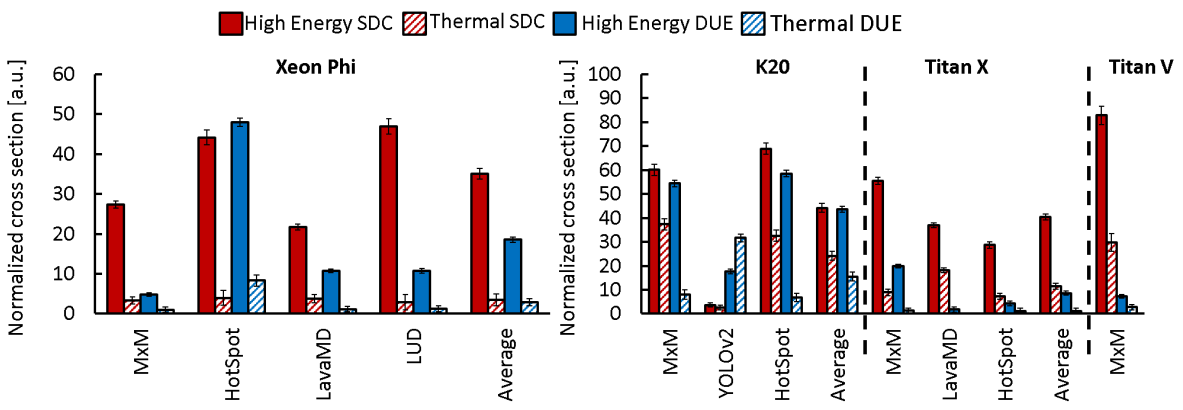 High Energy SDC Thermal SDC High Energy DUE Thermal DUE
Xeon Phi
Normalized cross section [a.u.]
60
50
40
30
20
10
0
MxM
HotSpot
LavaMD
LUD
Average
K20 Titan X Titan V
Normalized cross section [a.u.]
100
90
80
70
60
50
40
30
20
10
0
MxM
YOLOv2
HotSpot
Average
MxM
LavaMD
HotSpot
Average
MxM